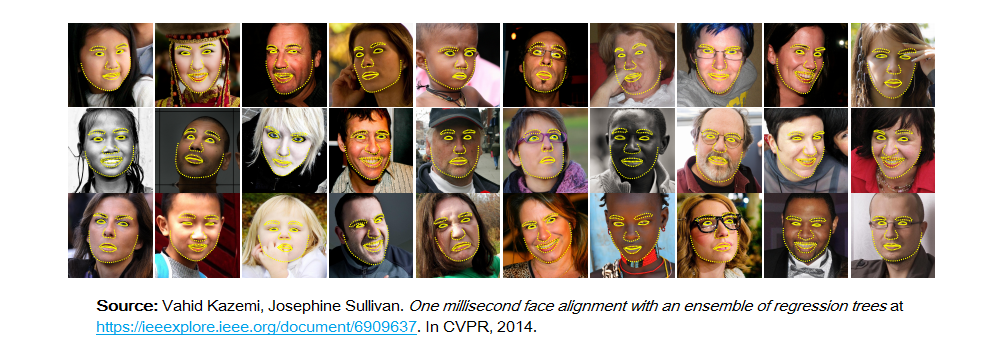 Source: Vahid Kazemi, Josephine Sullivan. One millisecond face alignment with an ensemble of regression trees at
https://ieeexplore.ieee.org/document/6909637. In CVPR, 2014.